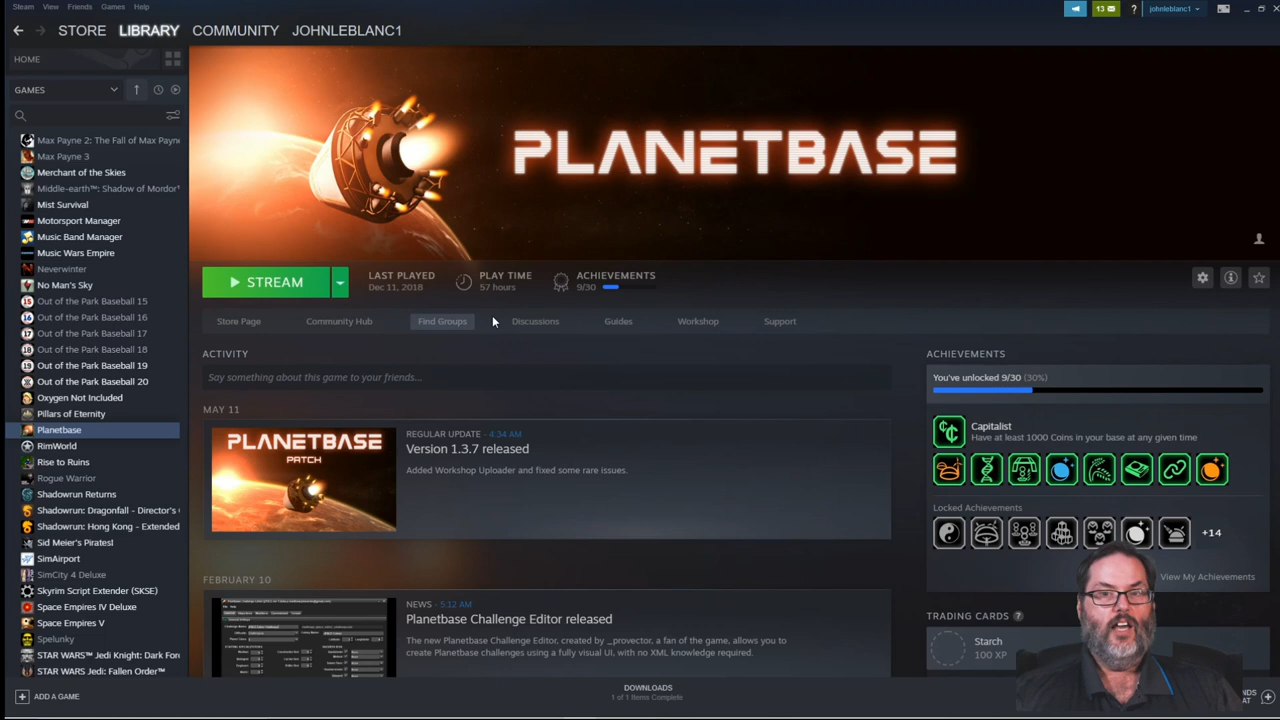 Steam View Friends Games Help
13
?
johnleblanc1
STORE LIBRARY COMMUNITY JOHNLEBLANC1
HOME
GAMES
Max Payne 2: The Fall of Max Payne
Max Payne 3
Merchant of the Skies
Middle-earth™: Shadow of Mordor
Mist Survival
Motorsport Manager
Music Band Manager
Music Wars Empire
Neverwinter
No Man's Sky
Out of the Park Baseball 15
Out of the Park Baseball 16
Out of the Park Baseball 17
Out of the Park Baseball 18
Out of the Park Baseball 19
Out of the Park Baseball 20
Oxygen Not Included
Pillars of Eternity
Planetbase
RimWorld
Rise to Ruins
Rogue Warrior
Shadowrun Returns
Shadowrun: Dragonfall - Director's
Shadowrun: Hong Kong - Extended
Sid Meier's Pirates!
SimAirport
SimCity 4 Deluxe
Skyrim Script Extender (SKSE)
Space Empires IV Deluxe
Space Empires V
Spelunky
STAR WARS™ Jedi Knight: Dark For
STAR WARS Jedi: Fallen Order™
ADD A GAME
PLANETBASE
STREAM
LAST PLAYED
Dec 11, 2018
PLAY TIME
57 hours
ACHIEVEMENTS
9/30
Store Page Community Hub Find Groups Discussions Guides Workshop Support
ACTIVITY
Say something about this game to your friends...
MAY 11
PLANETBASE
PATCH
REGULAR UPDATE - 4:34 AM
Version 1.3.7 released
Added Workshop Uploader and fixed some rare issues.
FEBRUARY 10
NEWS - 5:12 AM
Planetbase Challenge Editor released
The new Planetbase Challenge Editor, created by _provector, a fan of the game, allows you to
create Planetbase challenges using a fully visual UI, with no XML knowledge required.
ACHIEVEMENTS
You've unlocked 9/30 (30%)
Capitalist
Have at least 1000 Coins in your base at any given time
Locked Achievements
+14
View My Achievements
TRADING CARDS ?
Starch
100 XP
DOWNLOADS
1 of 1 Items Complete